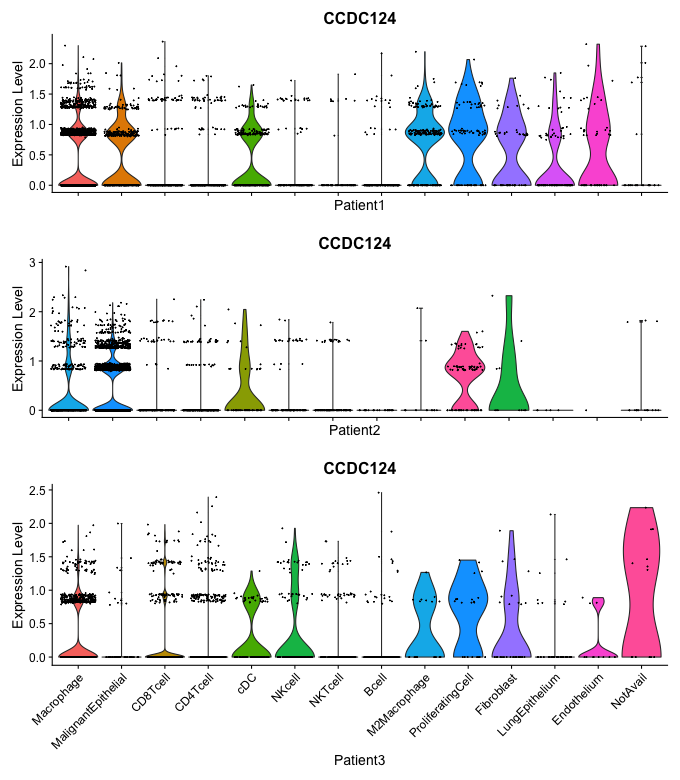 CCDC124
Expression Level
2.0
1.5
1.0
0.5
0.0
Patient1
CCDC124
Expression Level
3
2
1
0
Patient2
CCDC124
Expression Level
2.5
2.0
1.5
1.0
0.5
0.0
Macrophage
MalignantEpithelial
CD8Tcell
CD4Tcell
cDC
NKcell
NKTcell
Bcell
M2Macrophage
ProliferatingCell
Fibroblast
LungEpithelium
Endothelium
NotAvail
Patient3